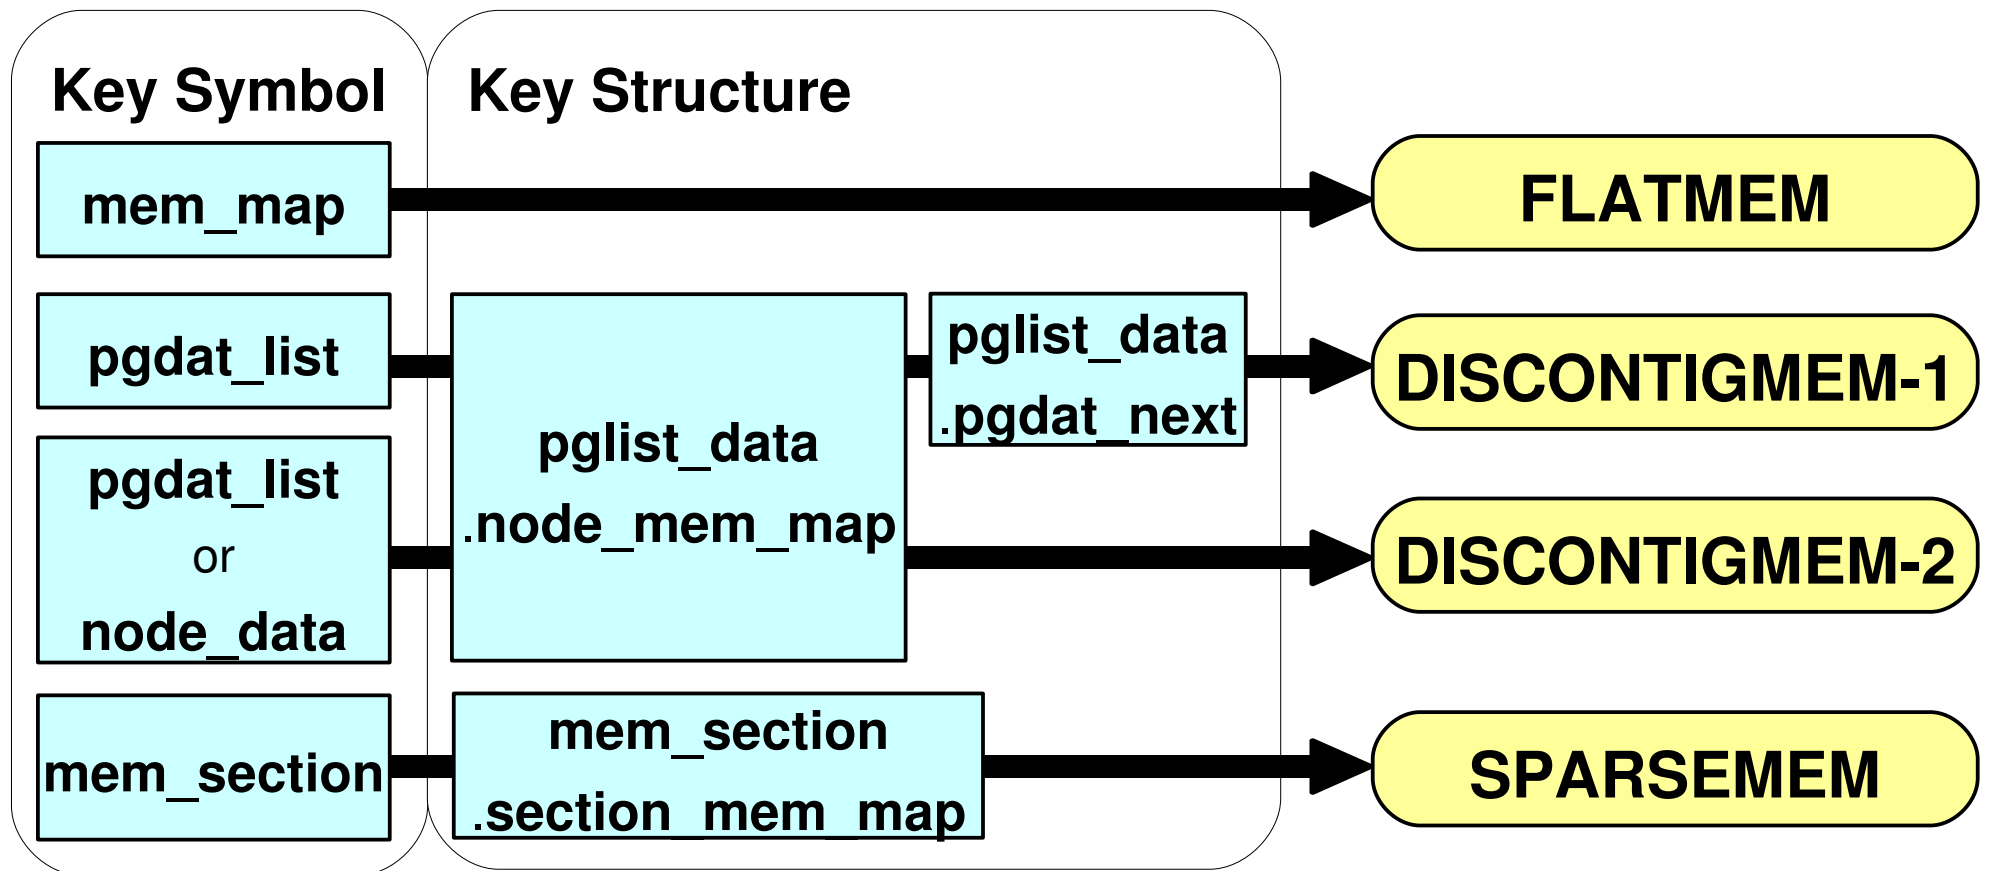 Key Symbol
Key Structure
mem_map
FLATMEM
pgdat_list
pglist_data
.node_mem_map
pglist_data
.pgdat_next
DISCONTIGMEM-1
pgdat_list
or
node_data
DISCONTIGMEM-2
mem_section
mem_section
.section_mem_map
SPARSEMEM